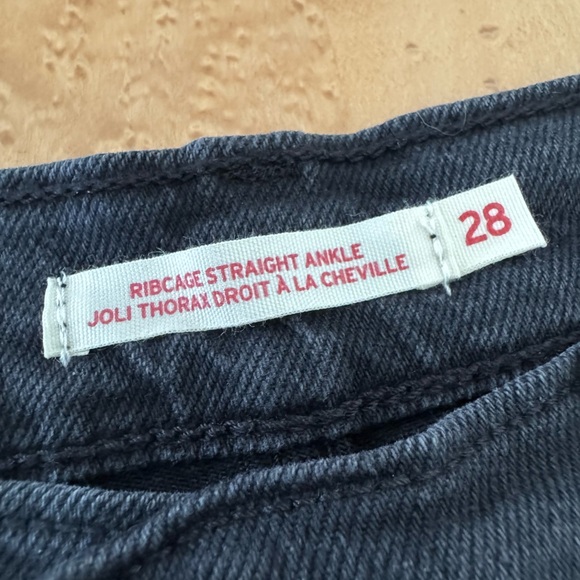 RIBCAGE STRAIGHT ANKLE
JOLI THORAX DROIT À LA CHEVILLE
28